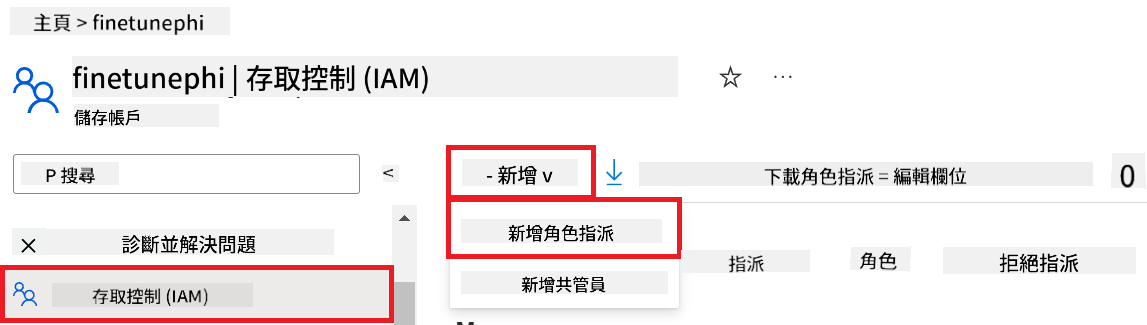 主頁 > finetunephi
finetunephi | 存取控制 (IAM)
儲存帳戶
P 搜尋
<
- 新增 v
下載角色指派 = 編輯欄位
0
診斷並解決問題
新增角色指派
指派
角色
拒絕指派
存取控制 (IAM)
新增共管員